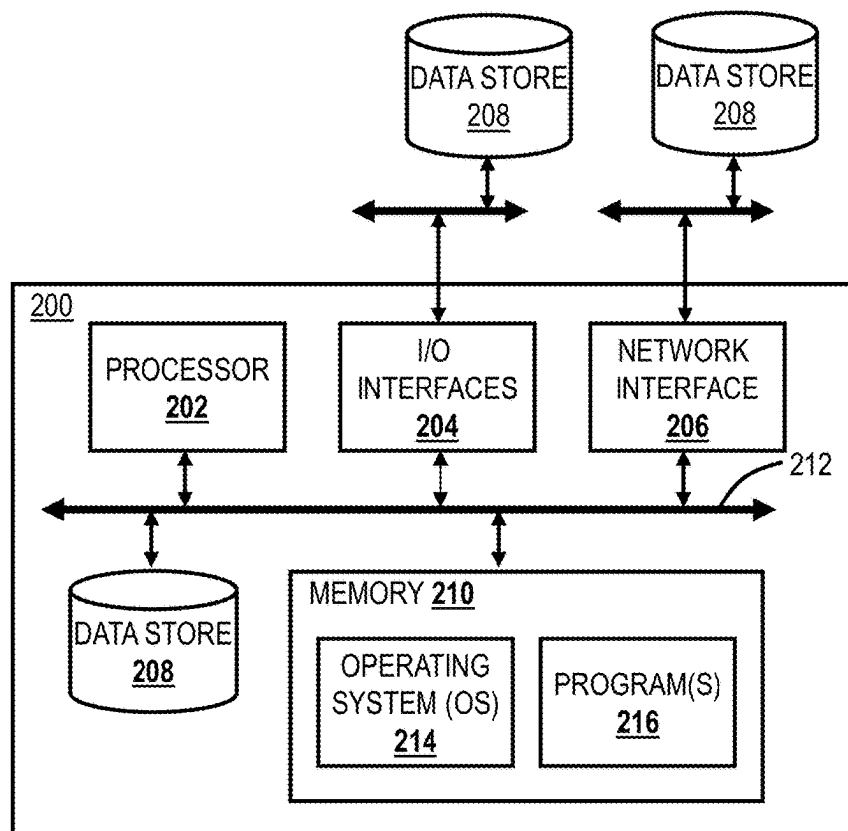 DATA STORE
208
DATA STORE
208
200
PROCESSOR
202
I/O
INTERFACES
204
NETWORK
INTERFACE
206
212
DATA STORE
208
MEMORY 210
OPERATING
SYSTEM (OS)
214
PROGRAM(S)
216